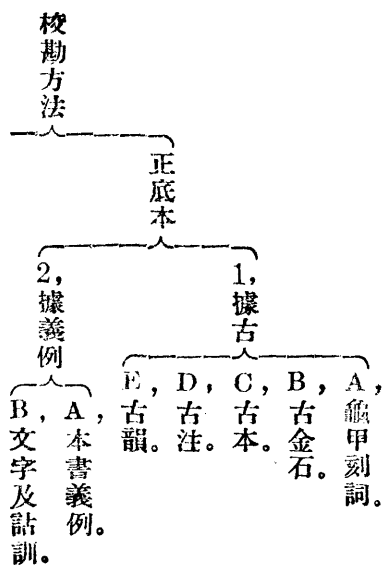 校勘方法
正底本
1,據古
A,龜甲刻詞。
B,古金石。
C,古本。
D,古注。
E,古韻。
2,據義例
A,本書義例。
B,文字及詁訓。